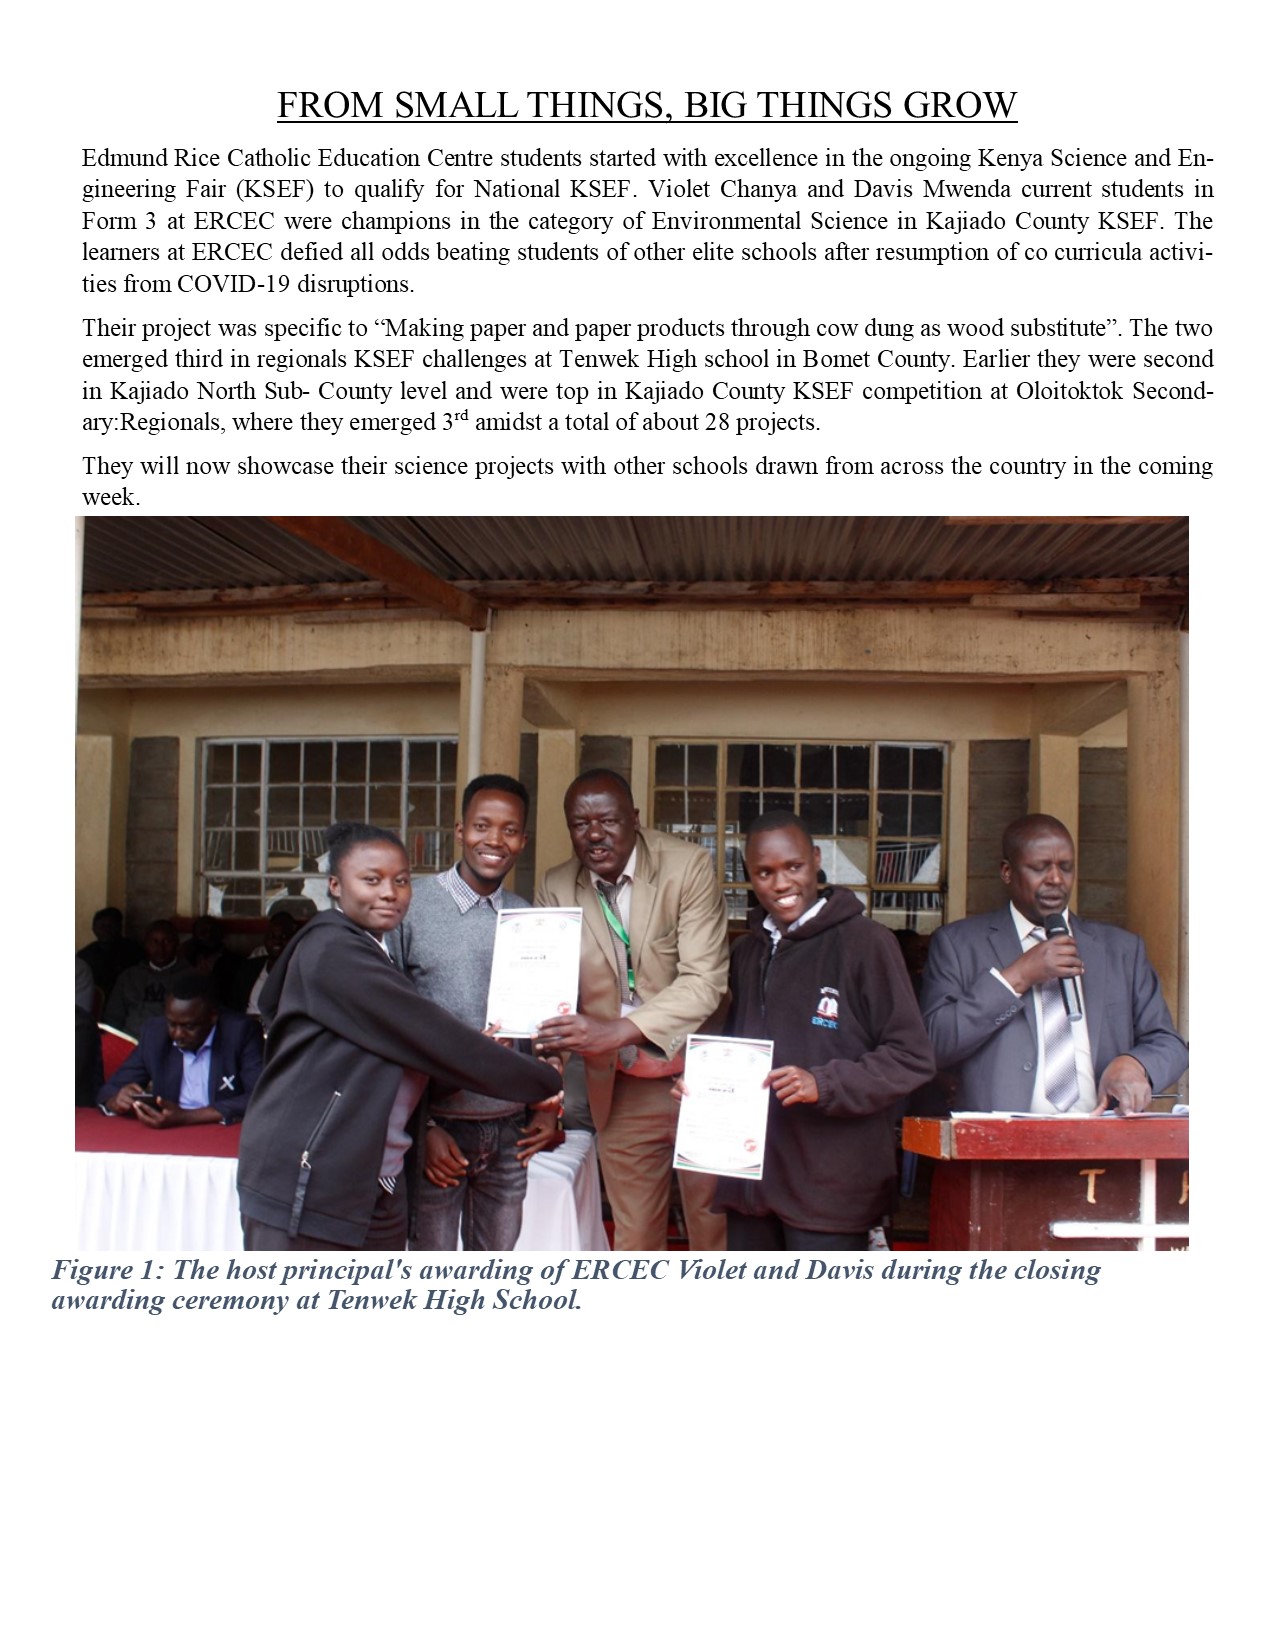 FROM SMALL THINGS, BIG THINGS GROW
Edmund Rice Catholic Education Centre students started with excellence in the ongoing Kenya Science and En-
gineering Fair (KSEF) to qualify for National KSEF. Violet Chanya and Davis Mwenda current students in
Form 3 at ERCEC were champions in the category of Environmental Science in Kajiado County KSEF. The
learners at ERCEC defied all odds beating students of other elite schools after resumption of co curricula activi-
ties from COVID-19 disruptions.
Their project was specific to “Making paper and paper products through cow dung as wood substitute”. The two
emerged third in regionals KSEF challenges at Tenwek High school in Bomet County. Earlier they were second
in Kajiado North Sub- County level and were top in Kajiado County KSEF competition at Oloitoktok Second-
ary:Regionals, where they emerged 3rd amidst a total of about 28 projects.
They will now showcase their science projects with other schools drawn from across the country in the coming
week.
ERCEC
T
Figure 1: The host principal's awarding of ERCEC Violet and Davis during the closing
awarding ceremony at Tenwek High School.